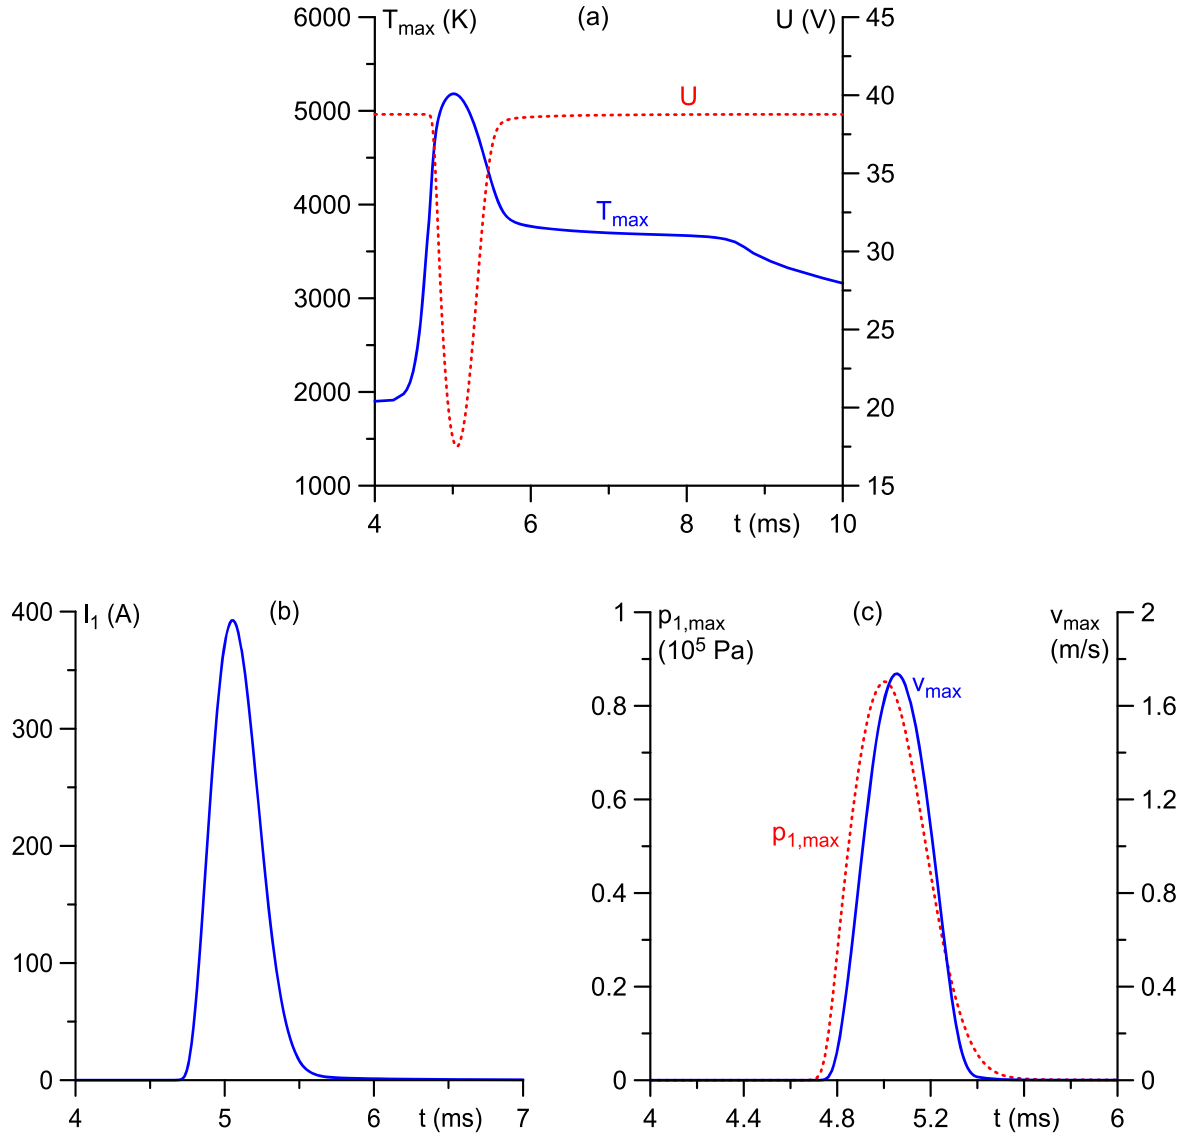 T_max (K) (a) U (V)
6000 45
5000 40
4000 35
3000 30
2000 25
1000 20
15
U
T_max
4 6 8 t (ms) 10
I_1 (A) (b)
400
300
200
100
0
4 5 6 t (ms) 7
p_1,max (c) v_max
(10^5 Pa) (m/s)
1 2
0.8 1.6
0.6 1.2
0.4 0.8
0.2 0.4
0 0
v_max
p_1,max
4 4.4 4.8 5.2 t (ms) 6